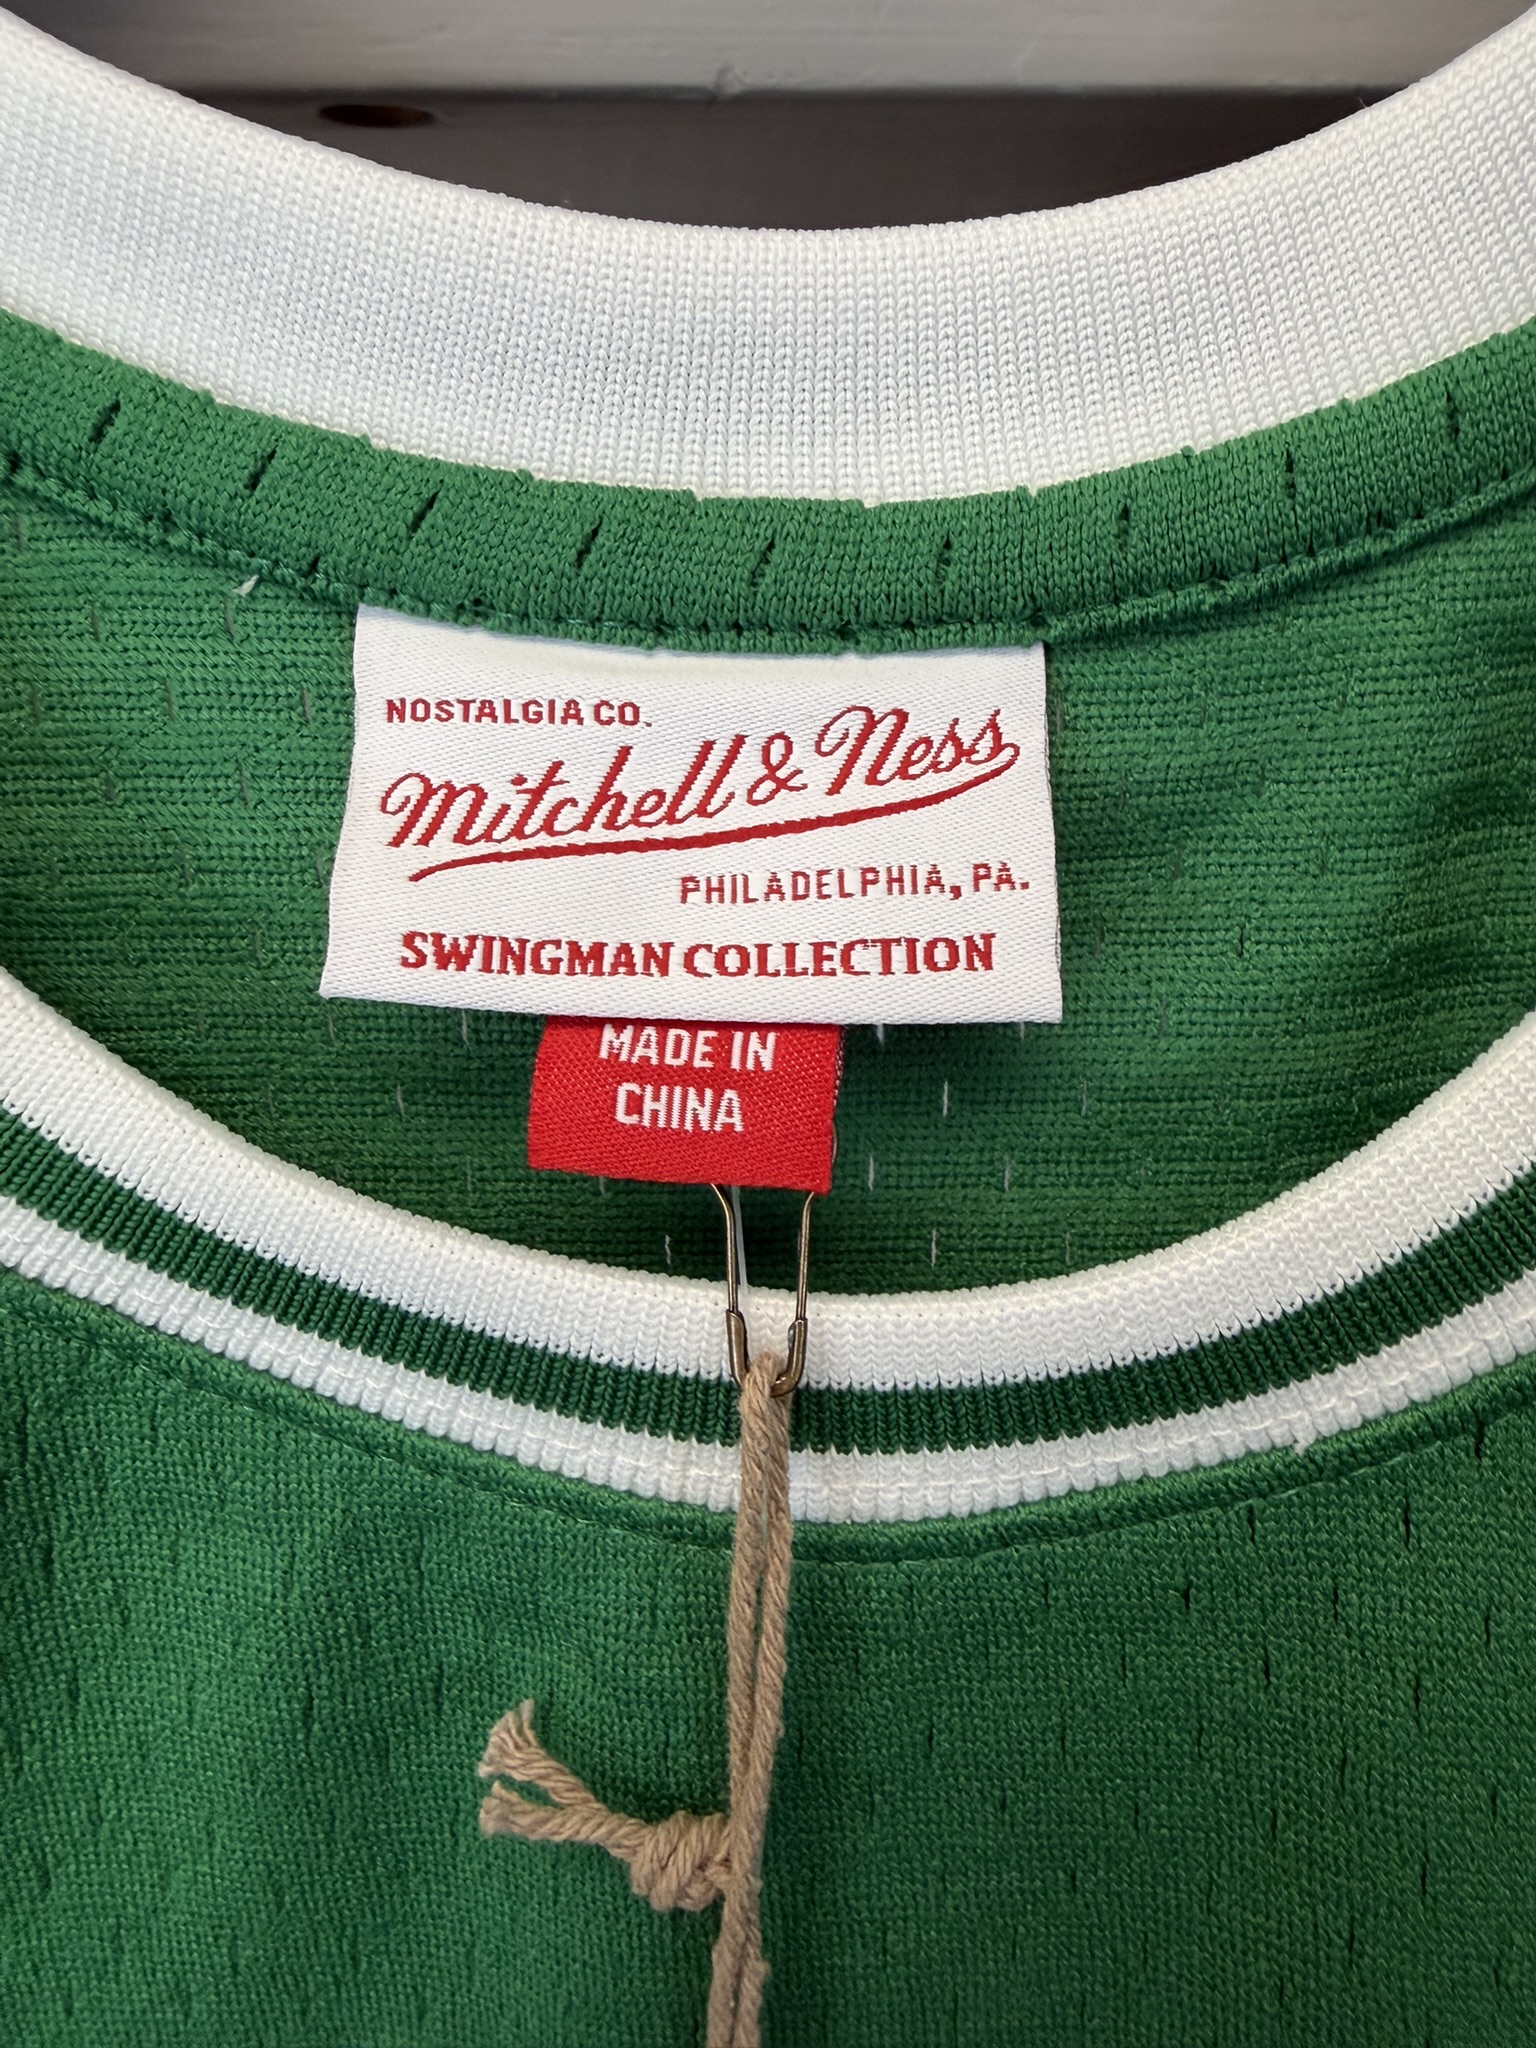 NOSTALGIA CO.
Mitchell & Ness
PHILADELPHIA, PA.
SWINGMAN COLLECTION
MADE IN
CHINA